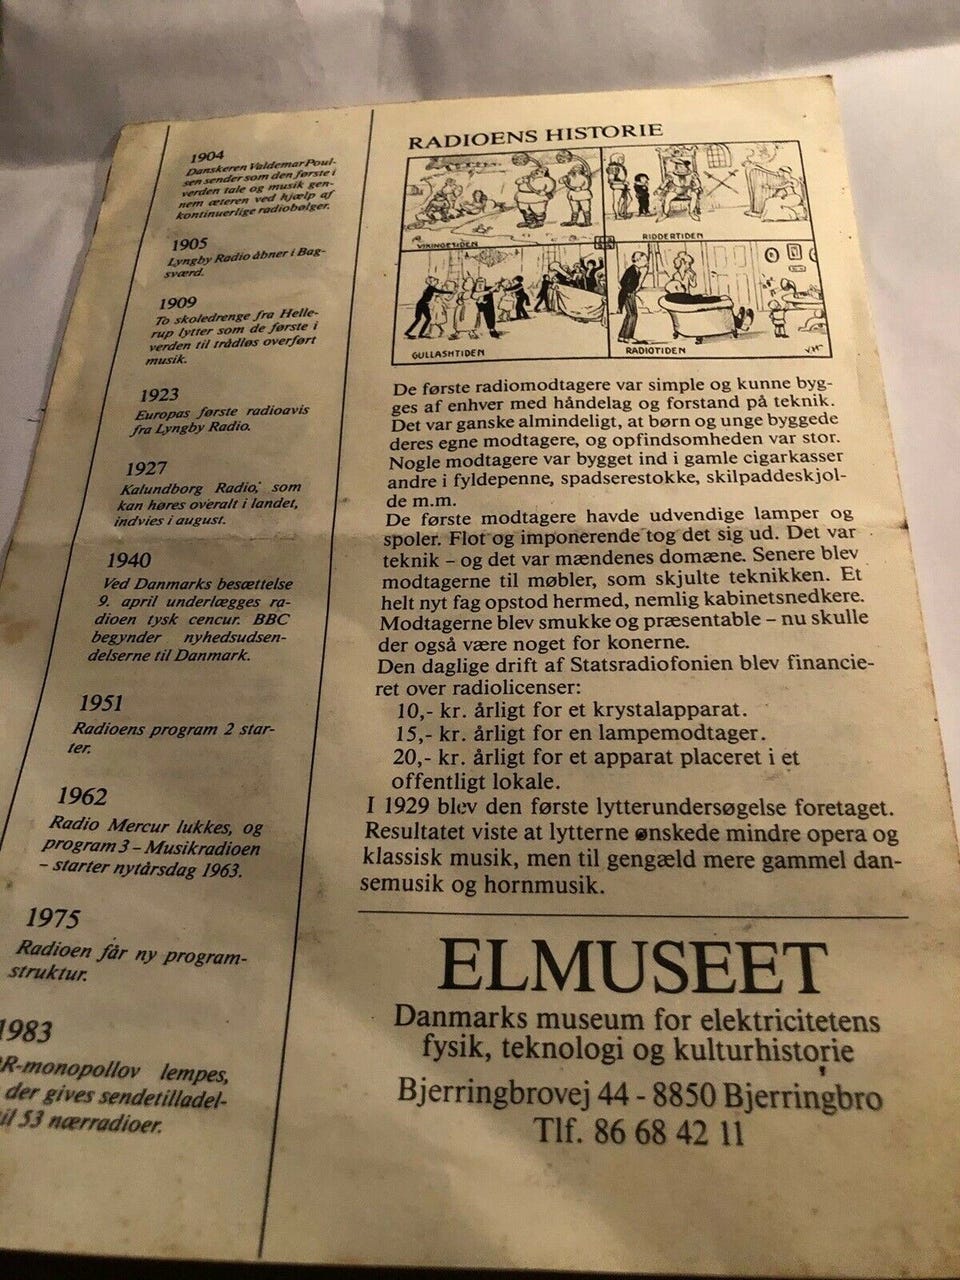 1904
Danskeren Valdemar Poul-
sen sender som den første i
verden tale og musik gen-
nem æteren ved hjælp af
kontinuerlige radiobølger.
1905
Lyngby Radio åbner i Bag-
sværd.
1909
To skoledrenge fra Helle-
rup lytter som de første i
verden til trådløs overført
musik.
1923
Europas første radioavis
fra Lyngby Radio.
1927
Kalundborg Radio, som
kan høres overalt i landet,
indvies i august.
1940
Ved Danmarks besættelse
9. april underlægges ra-
dioen tysk cencur. BBC
begynder nyhedsudsen-
delserne til Danmark.
1951
Radioens program 2 star-
ter.
1962
Radio Mercur lukkes, og
program 3 – Musikradioen
– starter nytårsdag 1963.
1975
Radioen får ny program-
struktur.
1983
R-monopollov lempes,
der gives sendetilladel-
il 53 nærradioer.
RADIOENS HISTORIE
VIKINGETIDEN
RIDDERTIDEN
GULLASHTIDEN
RADIOTIDEN
De første radiomodtagere var simple og kunne byg-
ges af enhver med håndelag og forstand på teknik.
Det var ganske almindeligt, at børn og unge byggede
deres egne modtagere, og opfindsomheden var stor.
Nogle modtagere var bygget ind i gamle cigarkasser
andre i fyldepenne, spadserestokke, skilpaddeskjol-
de m.m.
De første modtagere havde udvendige lamper og
spoler. Flot og imponerende tog det sig ud. Det var
teknik – og det var mændenes domæne. Senere blev
modtagerne til møbler, som skjulte teknikken. Et
helt nyt fag opstod hermed, nemlig kabinetsnedkere.
Modtagerne blev smukke og præsentable – nu skulle
der også være noget for konerne.
Den daglige drift af Statsradiofonien blev financie-
ret over radiolicenser:
10,- kr. årligt for et krystalapparat.
15,- kr. årligt for en lampemodtager.
20,- kr. årligt for et apparat placeret i et
offentligt lokale.
I 1929 blev den første lytterundersøgelse foretaget.
Resultatet viste at lytterne ønskede mindre opera og
klassisk musik, men til gengæld mere gammel dan-
semusik og hornmusik.
ELMUSEET
Danmarks museum for elektricitetens
fysik, teknologi og kulturhistorie
Bjerringbrovej 44 - 8850 Bjerringbro
Tlf. 86 68 42 11